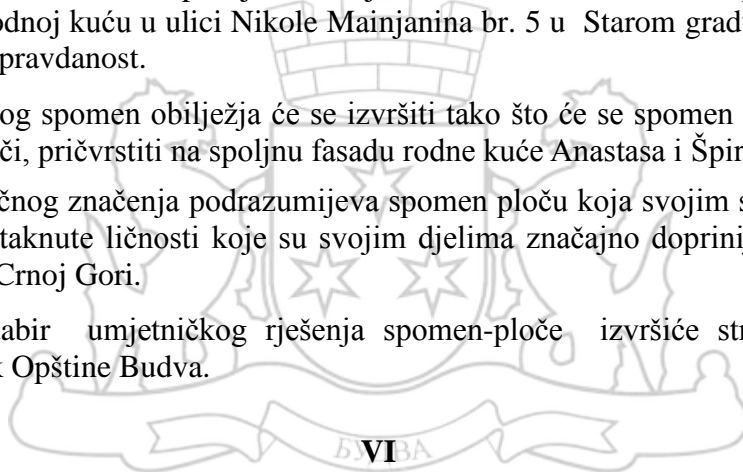 odnoj kuću u ulici Nikole Mainjanina br. 5 u Starom grad
pravdanost.
og spomen obilježja će se izvršiti tako što će se spomen
či, pričvrstiti na spoljnu fasadu rodne kuće Anastasa i Špir
čnog značenja podrazumijeva spomen ploču koja svojim s
taknute ličnosti koje su svojim djelima značajno doprinij
Crnoj Gori.
abir umjetničkog rješenja spomen-ploče izvršiće str
k Opštine Budva.
БУДВА
VI